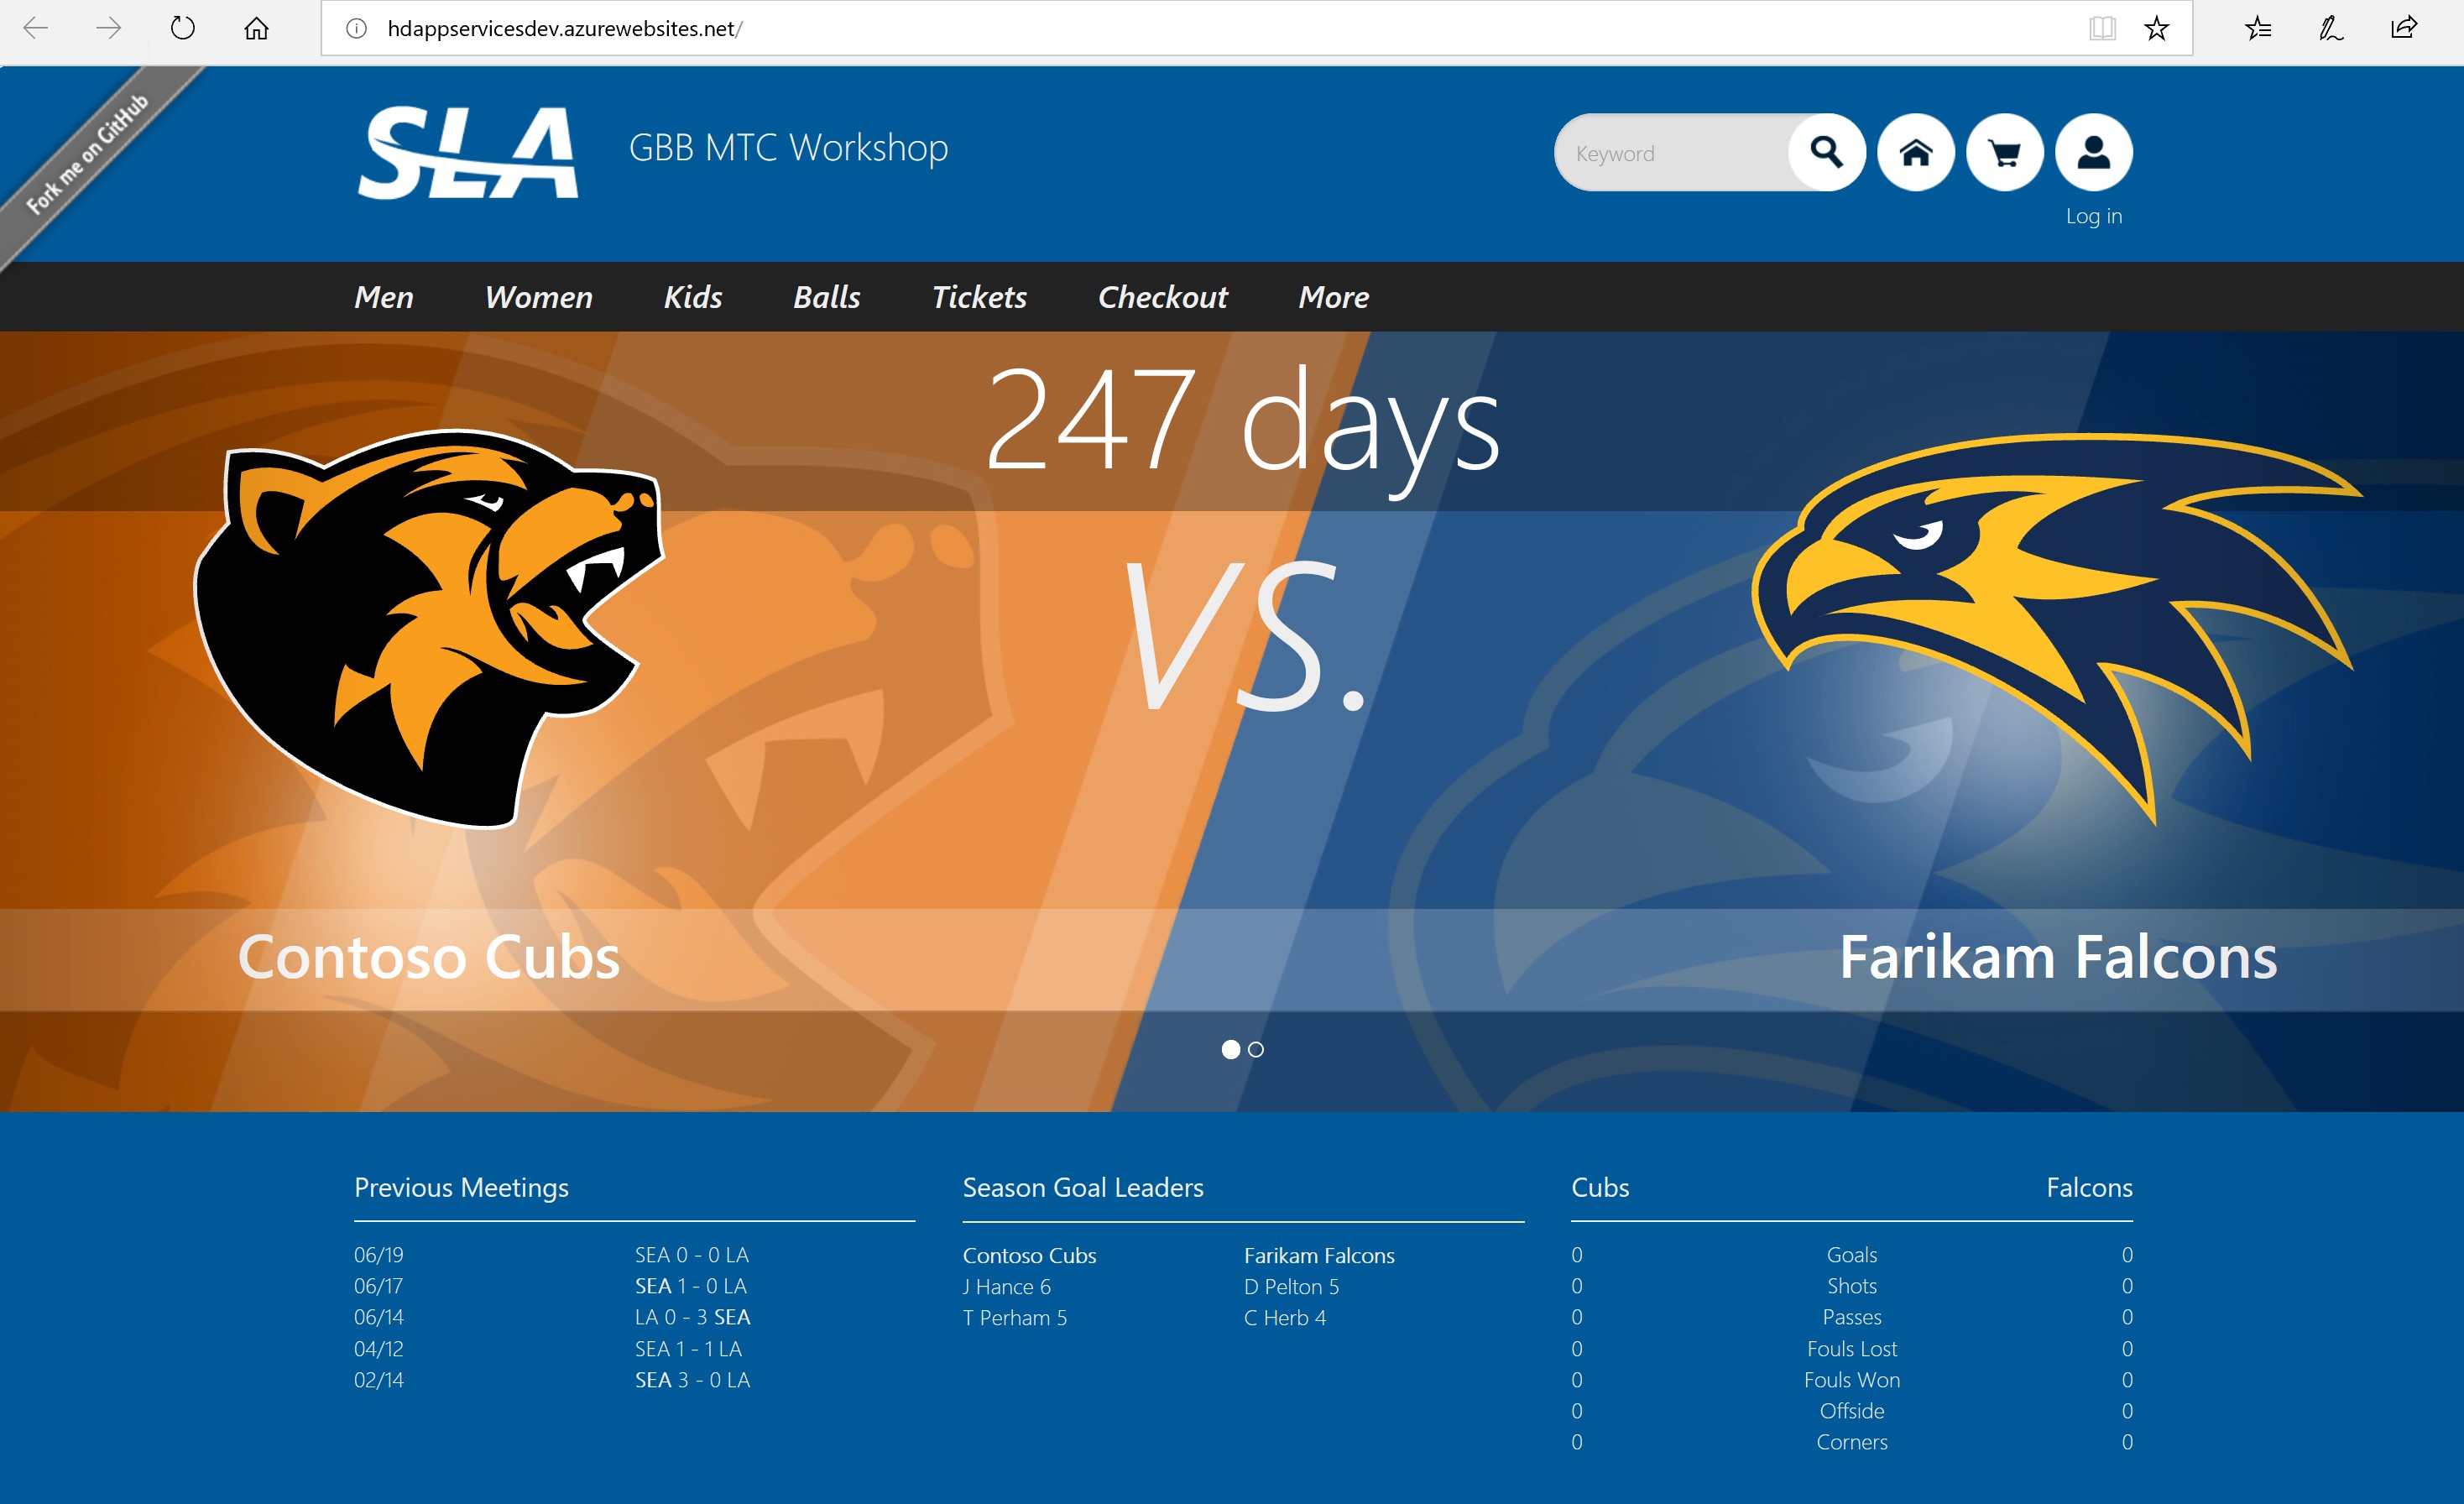 hdappservicesdev.azurewebsites.net/
Fork me on GitHub
SLA
GBB MTC Workshop
Keyword
Log in
Men Women Kids Balls Tickets Checkout More
247 days
VS.
Contoso Cubs
Farikam Falcons
Previous Meetings
06/19 SEA 0 - 0 LA
06/17 SEA 1 - 0 LA
06/14 LA 0 - 3 SEA
04/12 SEA 1 - 1 LA
02/14 SEA 3 - 0 LA
Season Goal Leaders
Contoso Cubs Farikam Falcons
J Hance 6 D Pelton 5
T Perham 5 C Herb 4
Cubs Falcons
0 Goals 0
0 Shots 0
0 Passes 0
0 Fouls Lost 0
0 Fouls Won 0
0 Offside 0
0 Corners 0